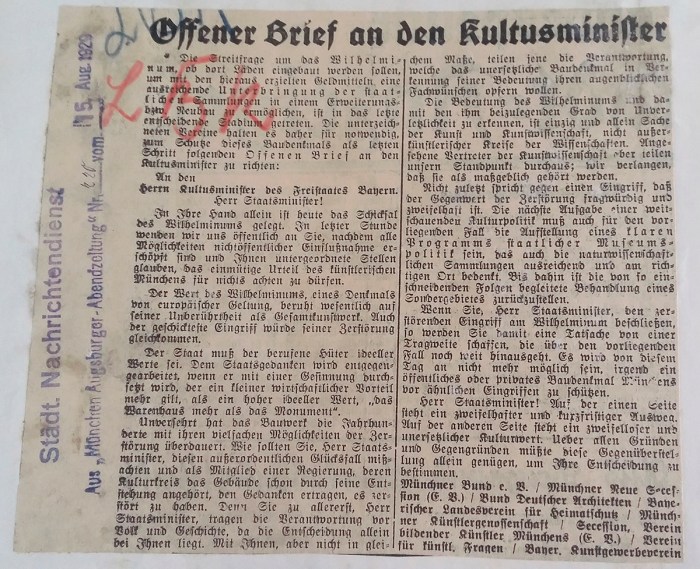 Offener Brief an den Kultusminister
Städt. Nachrichtendienst
Aus „München Augsburger-Abendzeitung" Nr. vom 15. Aug. 1929
Die Streitfrage um das Wilhelmi-
num, ob dort Läden eingebaut werden sollen,
um mit den hieraus erzielten Geldmitteln, eine
ausreichende Unterbringung der staat-
lichen Sammlungen in einem Erweiterungs-
bzw. Neubau zu erreichen, ist in das letzte
entscheidende Stadium getreten. Die unterzeich-
neten halten es daher für notwendig,
zum Schutze dieses Baudenkmals als letzten
Schritt folgenden Offenen Brief an den
Kultusminister zu richten:
An den
Herrn Kultusminister des Freistaates Bayern.
Herr Staatsminister!
In Ihre Hand allein ist heute das Schicksal
des Wilhelminums gelegt. In letzter Stunde
wenden wir uns öffentlich an Sie, nachdem alle
Möglichkeiten nichtöffentlicher Einflußnahme er-
schöpft sind und Ihnen untergeordnete Stellen
glauben, das einmütige Urteil des künstlerischen
Münchens für nichts achten zu dürfen.
Der Wert des Wilhelminums, eines Denkmals
von europäischer Geltung, beruht wesentlich auf
seiner Unberührtheit als Gesamtkunstwerk. Auch
der geschickteste Eingriff würde seiner Zerstörung
gleichkommen.
Der Staat muß der berufene Hüter ideeller
Werte sei. Dem Staatsgedanken wird entgegen-
gearbeitet, wenn er mit einer Gesinnung durch-
setzt wird, der ein kleiner wirtschaftlicher Vorteil
mehr gilt, als ein hoher ideeller Wert, „das
Warenhaus mehr als das Monument".
Unversehrt hat das Bauwerk die Jahrhun-
derte mit ihren vielfachen Möglichkeiten der Zer-
störung überdauert. Wie sollten Sie, Herr Staats-
minister, diesen außerordentlichen Glücksfall miß-
achten und als Mitglied einer Regierung, deren
Kulturkreis das Gebäude schon durch seine Ent-
stehung angehört, den Gedanken ertragen, es zer-
stört zu haben. Denn Sie zu allererst, Herr
Staatsminister, tragen die Verantwortung vor
Volk und Geschichte, da die Entscheidung allein
bei Ihnen liegt. Mit Ihnen, aber nicht in glei-
chem Maße, teilen jene die Verantwortung,
welche das unersetzliche Baudenkmal in Ver-
kennung seiner Bedeutung ihren augenblicklichen
Fachwünschen opfern wollen.
Die Bedeutung des Wilhelminums und da-
mit den ihm beizulegenden Grad von Unver-
letzlichkeit zu erkennen, ist einzig und allein Sache
der Kunst und Kunstwissenschaft, nicht außer-
künstlerischer Kreise der Wissenschaften. Ange-
sehene Vertreter der Kunstwissenschaft aber teilen
unsern Standpunkt durchaus; wir verlangen,
daß sie als maßgeblich gehört werden.
Nicht zuletzt spricht gegen einen Eingriff, daß
der Gegenwert der Zerstörung fragwürdig und
zweifelhaft ist. Die nächste Aufgabe einer weit-
schauenden Kulturpolitik muß auch für den vor-
liegenden Fall die Aufstellung eines klaren
Programms staatlicher Museums-
politik sein, das auch die naturwissenschaft-
lichen Sammlungen ausreichend und am rich-
tigen Ort bedenkt. Bis dahin ist die von so ein-
schneidenden Folgen begleitete Behandlung eines
Sondergebietes zurückzustellen.
Wenn Sie, Herr Staatsminister, den zer-
störenden Eingriff am Wilhelminum beschließen,
so werden Sie damit eine Tatsache von einer
Tragweite schaffen, die über den vorliegenden
Fall noch weit hinausgeht. Es wird von diesem
Tag an nicht mehr möglich sein, irgend ein
öffentliches oder privates Baudenkmal Münchens
vor ähnlichen Eingriffen zu schützen.
Herr Staatsminister! Auf der einen Seite
steht ein zweifelhafter und kurzfristiger Ausweg.
Auf der anderen Seite steht ein zweifelloser und
unersetzlicher Kulturwert. Ueber allen Gründen
und Gegengründen müßte diese Gegenüberstel-
lung allein genügen, um Ihre Entscheidung zu
bestimmen.
Münchner Bund e. V. / Münchner Neue Seces-
sion (E. V.) / Bund Deutscher Architekten / Baye-
rischer Landesverein für Heimatschutz / Münch-
ner Künstlergenossenschaft / Secession, Verein
bildender Künstler Münchens (E. V.) / Verein
für künstl. Fragen / Bayer. Kunstgewerbeverein